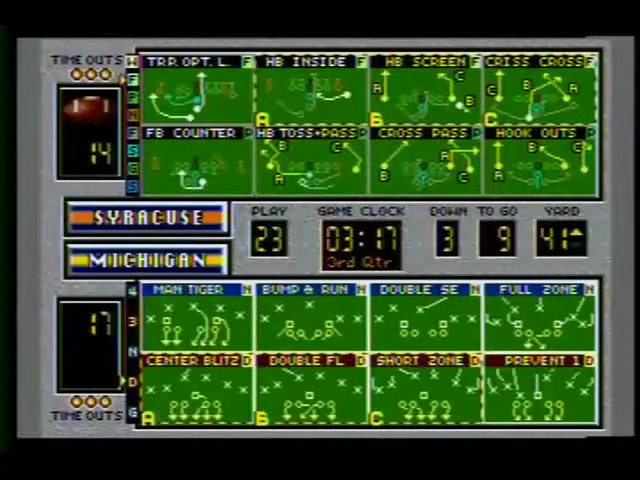 TIME OUTS W TRP. OPT. L. F HB INSIDE F HB SCREEN F CRISS CROSS F
F
P
A A C B A B C B C A
N
14
F FB COUNTER P HB TOSS+PASS P CROSS PASS P HOOK OUTS P
S
G
S
B C A B A C B C A
SYRACUSE
MICHIGAN
PLAY GAME CLOCK DOWN TO GO YARD
23 03:17 3 9 41
3rd Qtr
4 MAN TIGER N BUMP & RUN N DOUBLE SE N FULL ZONE N
17
3
N CENTER BLITZ D DOUBLE FL D SHORT ZONE D PREVENT 1 D
D
G A B C
TIME OUTS